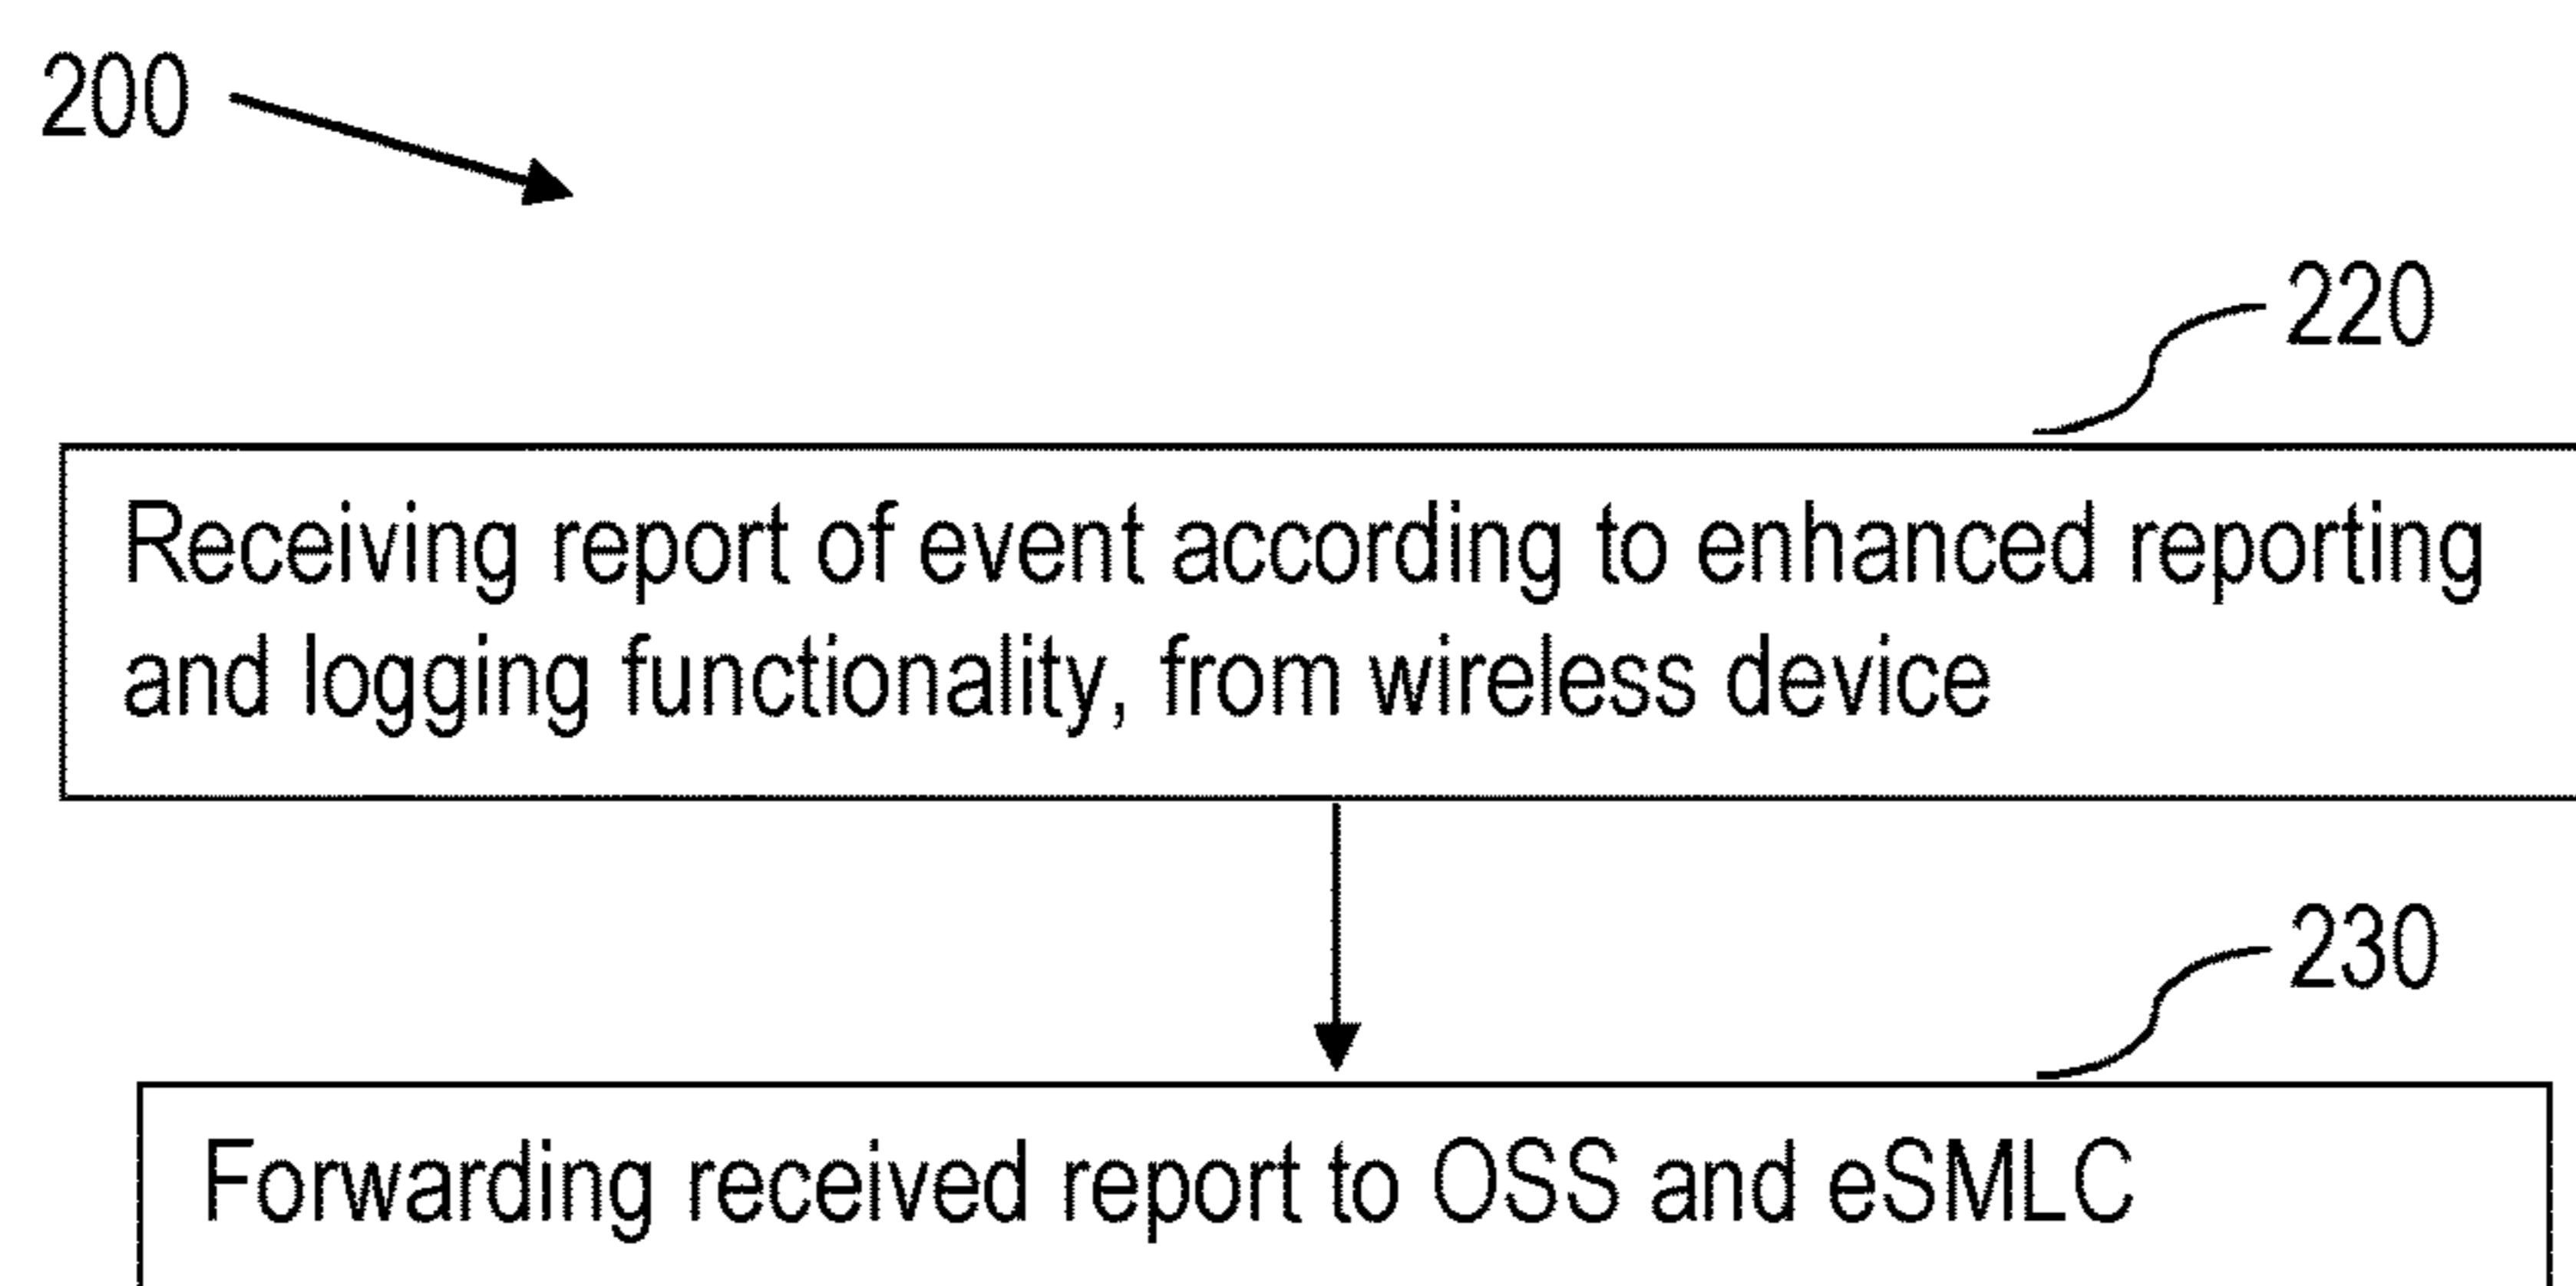 200
220
Receiving report of event according to enhanced reporting
and logging functionality, from wireless device
230
Forwarding received report to OSS and eSMLC